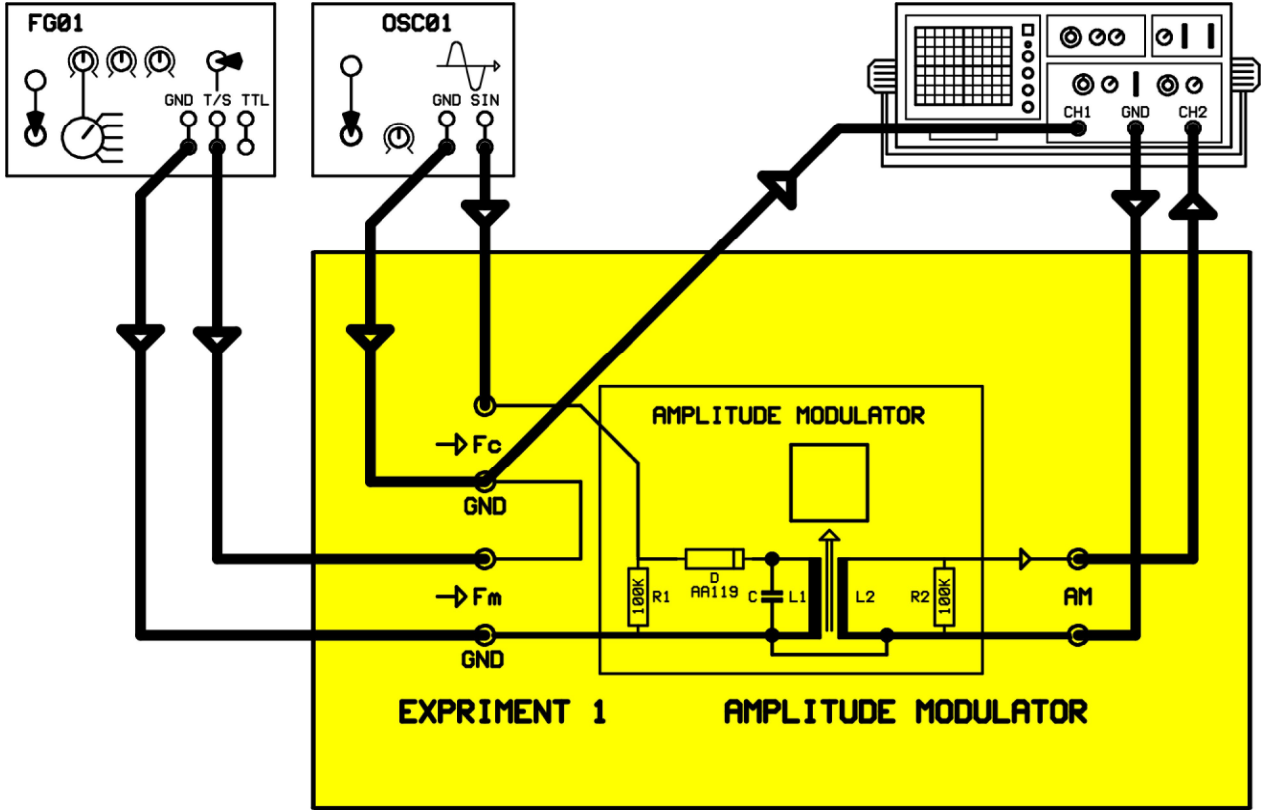 FG01
OSC01
GND T/S TTL
GND SIN
CH1 GND CH2
AMPLITUDE MODULATOR
Fc
GND
Fm
GND
100K
R1
D
AA119
C
L1
L2
R2
100K
AM
EXPRIMENT 1
AMPLITUDE MODULATOR